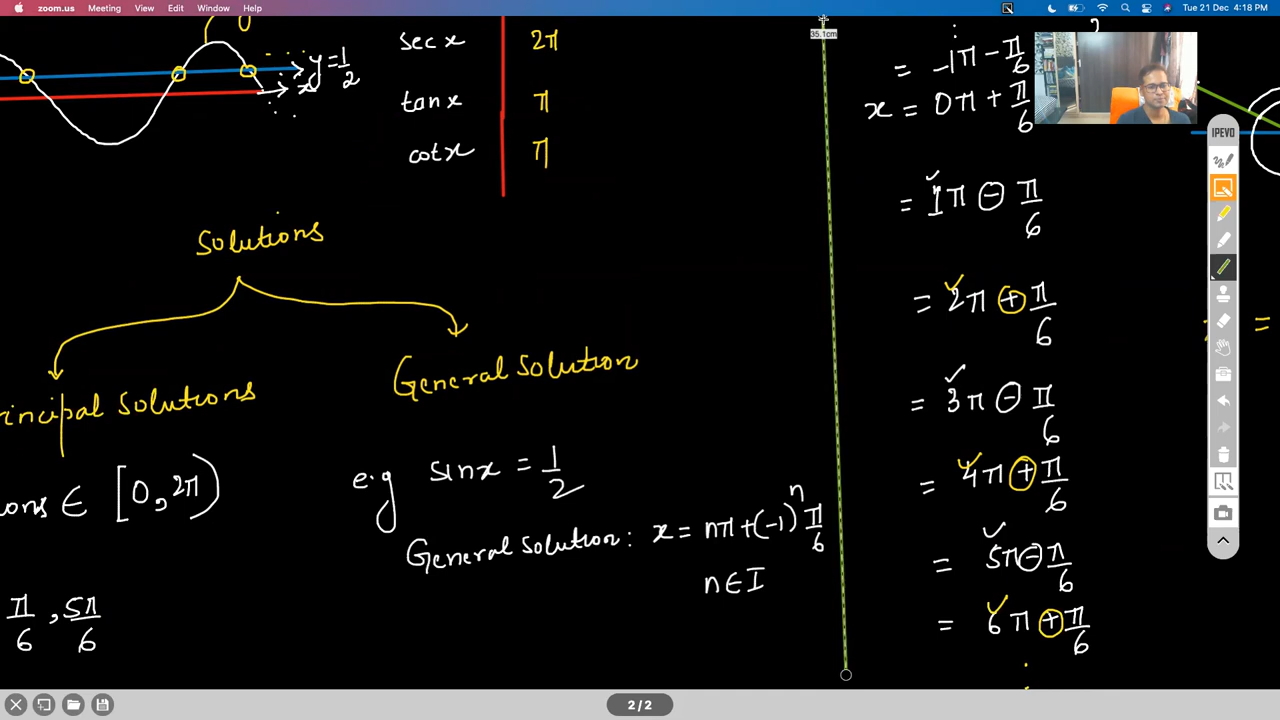 zoom.us Meeting View Edit Window Help Tue 21 Dec 4:18 PM
y = 1/2
x
sec x 2π
tan x π
cot x π
Solutions
rincipal Solutions
General Solution
ons ∈ [0, 2π)
π/6 , 5π/6
e.g sin x = 1/2
General Solution : x = nπ + (-1)^n π/6
n ∈ I
35.1cm
= -1π - π/6
x = 0π + π/6
= 1π - π/6
= 2π + π/6
= 3π - π/6
= 4π + π/6
= 5π - π/6
= 6π + π/6
=
IPEVO
2/2